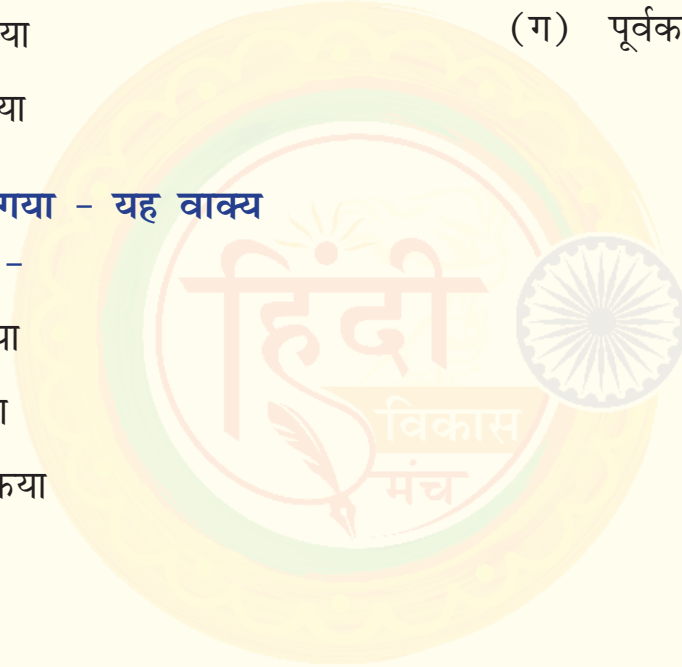 या
(ग) पूर्वक
या
गया - यह वाक्य
-
या
ा
कया
हिंदी
विकास
मंच